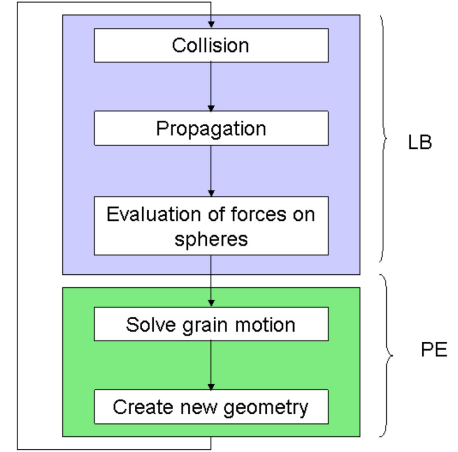 Collision
Propagation
LB
Evaluation of forces on
spheres
Solve grain motion
PE
Create new geometry